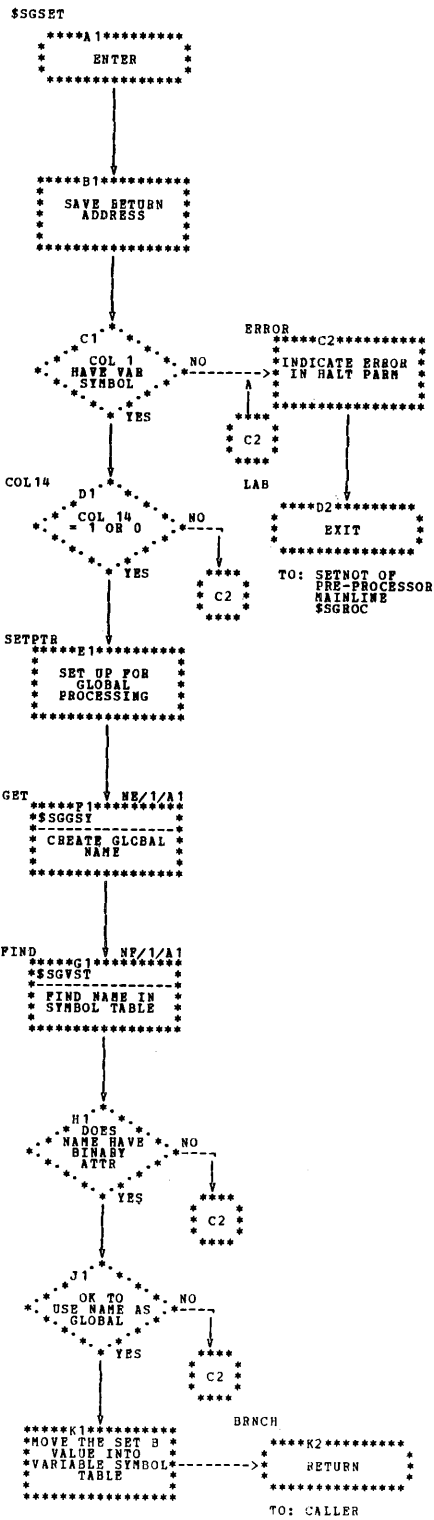 $SGSET
A1
ENTER
B1
SAVE RETURN
ADDRESS
C1
COL 1
HAVE VAR
SYMBOL
NO
YES
ERROR
C2
INDICATE ERROR
IN HALT PARM
A
C2
LAB
COL14
D1
COL 14
= 1 OR 0
NO
YES
C2
D2
EXIT
TO: SETNOT OF
PRE-PROCESSOR
MAINLINE
$SGROC
SETPTR
E1
SET UP FOR
GLOBAL
PROCESSING
GET
F1
NE/1/A1
$SGGSY
CREATE GLOBAL
NAME
FIND
G1
NF/1/A1
$SGVST
FIND NAME IN
SYMBOL TABLE
H1
DOES
NAME HAVE
BINARY
ATTR
NO
YES
C2
J1
OK TO
USE NAME AS
GLOBAL
NO
YES
C2
K1
MOVE THE SET B
VALUE INTO
VARIABLE SYMBOL
TABLE
BRNCH
K2
RETURN
TO: CALLER